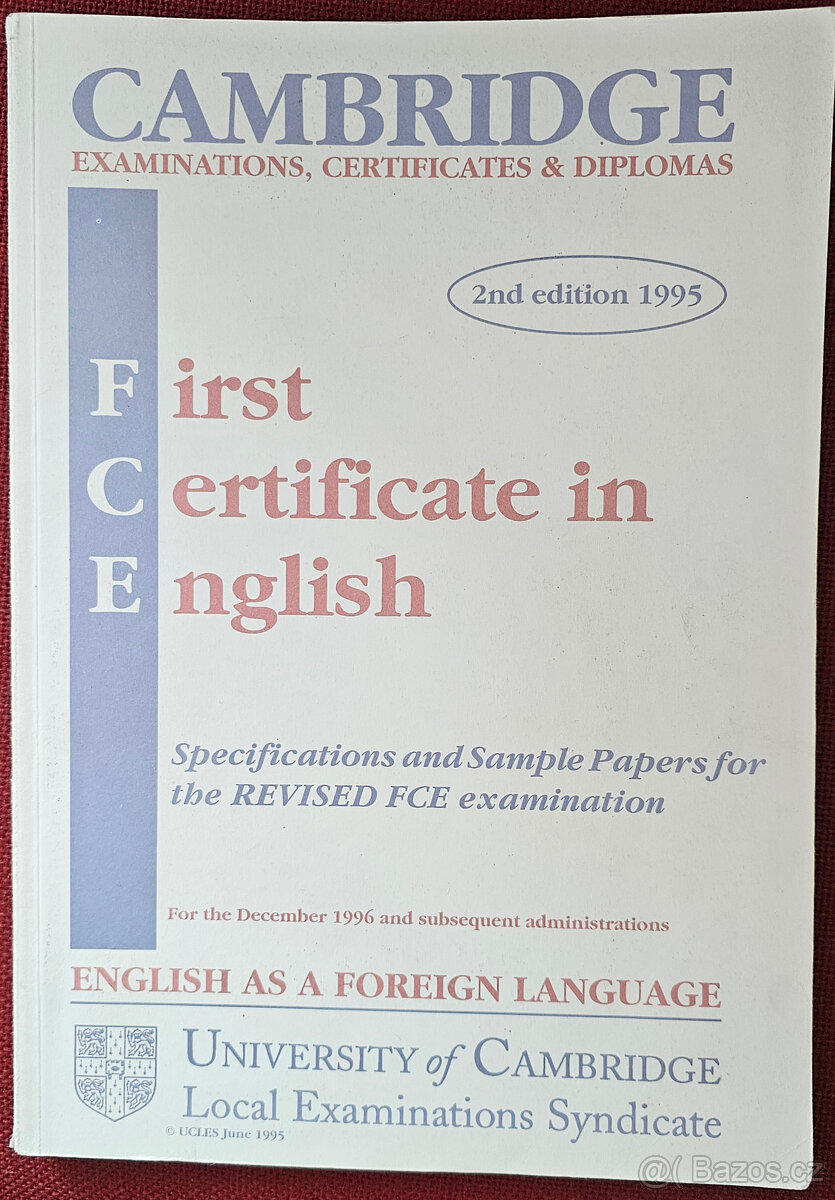 CAMBRIDGE
EXAMINATIONS, CERTIFICATES & DIPLOMAS
2nd edition 1995
First
Certificate in
English
Specifications and Sample Papers for
the REVISED FCE examination
For the December 1996 and subsequent administrations
ENGLISH AS A FOREIGN LANGUAGE
UNIVERSITY of CAMBRIDGE
Local Examinations Syndicate
© UCLES June 1995
@( Bazos.cz